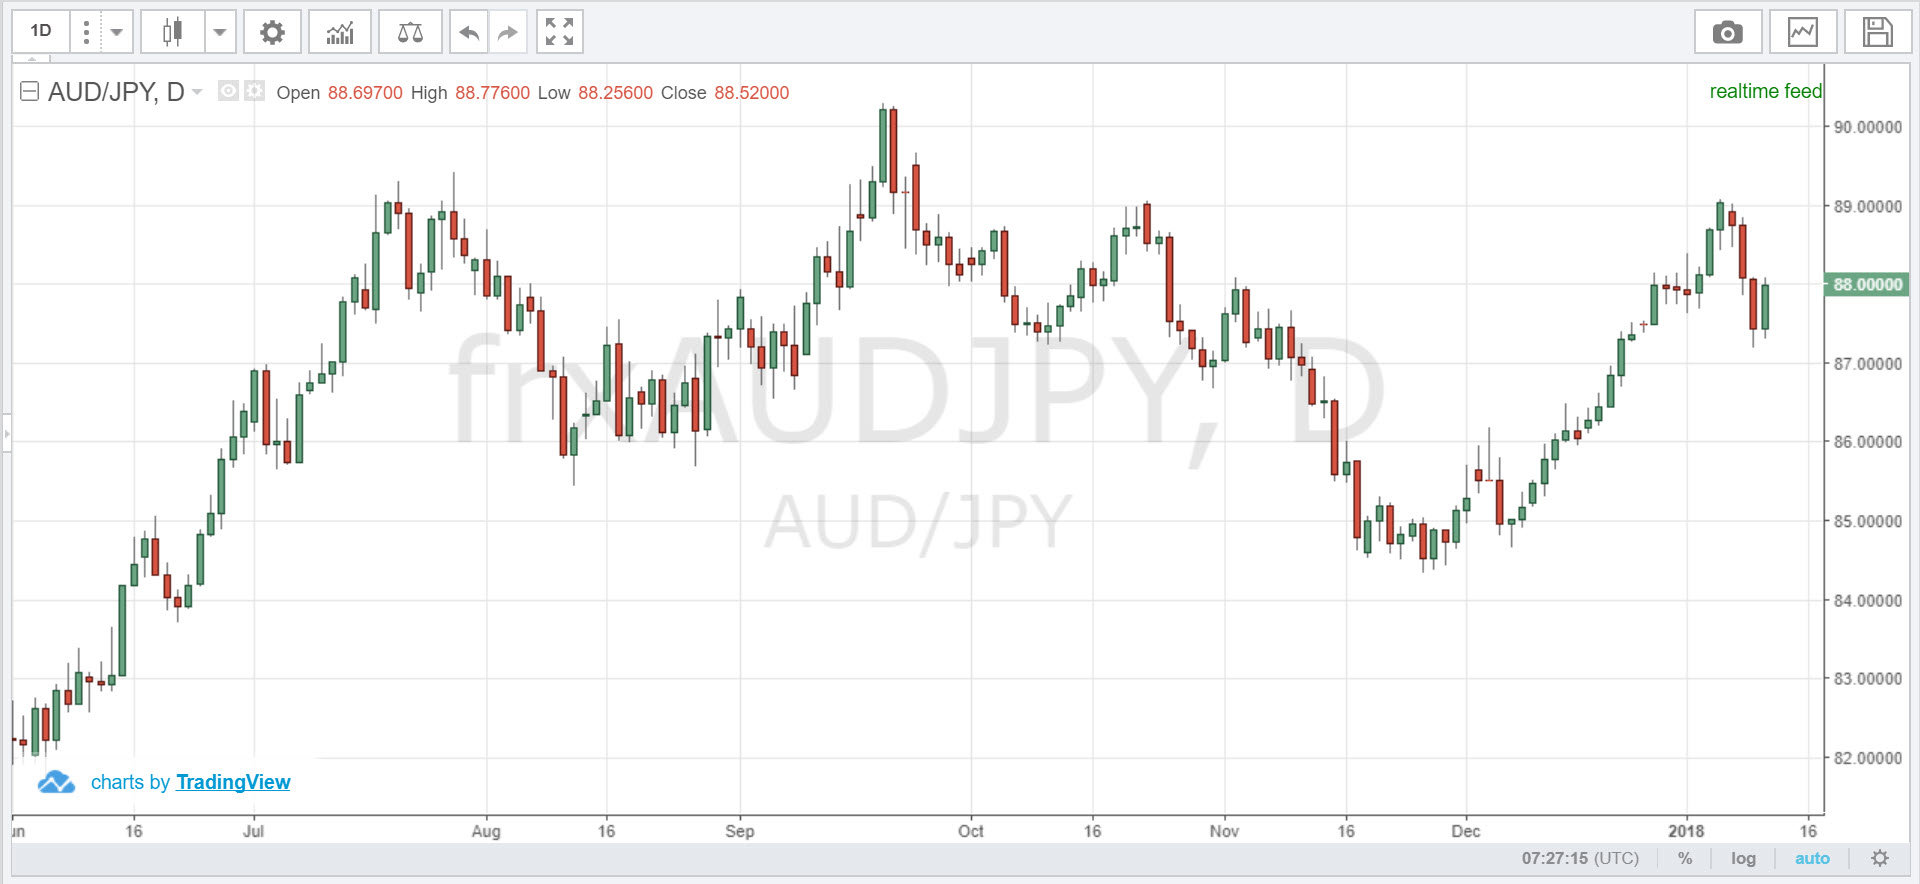 1D
AUD/JPY, D Open 88.69700 High 88.77600 Low 88.25600 Close 88.52000
realtime feed
90.00000
89.00000
88.00000
87.00000
86.00000
85.00000
84.00000
83.00000
82.00000
frxAUDJPY, D
AUD/JPY
charts by TradingView
un 16 Jul Aug 16 Sep Oct 16 Nov 16 Dec 2018 16
07:27:15 (UTC) % log auto